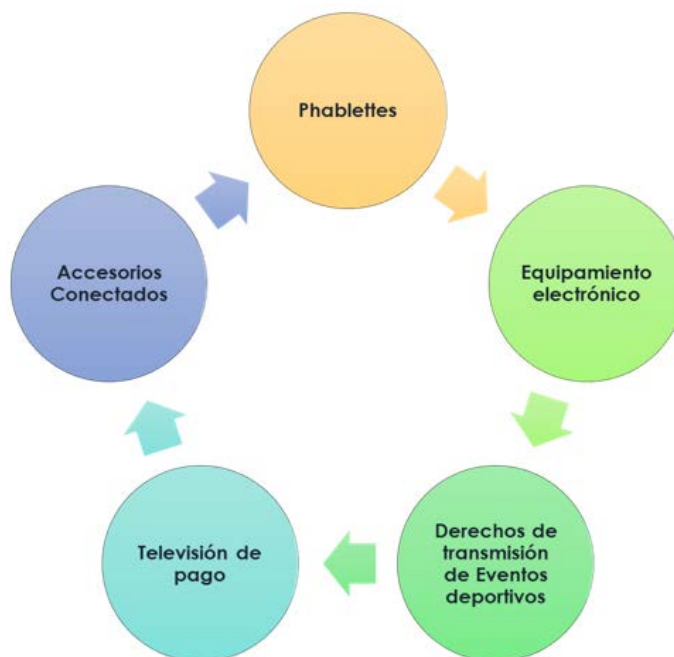 Phablettes
Equipamiento
electrónico
Derechos de
transmisión
de Eventos
deportivos
Televisión de
pago
Accesorios
Conectados